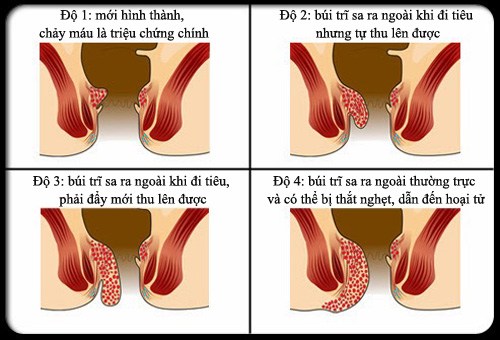 Độ 1: mới hình thành,
chảy máu là triệu chứng chính
Độ 2: búi trĩ sa ra ngoài khi đi tiêu
nhưng tự thu lên được
Độ 3: búi trĩ sa ra ngoài khi đi tiêu,
phải đẩy mới thu lên được
Độ 4: búi trĩ sa ra ngoài thường trực
và có thể bị thắt nghẹt, dẫn đến hoại tử